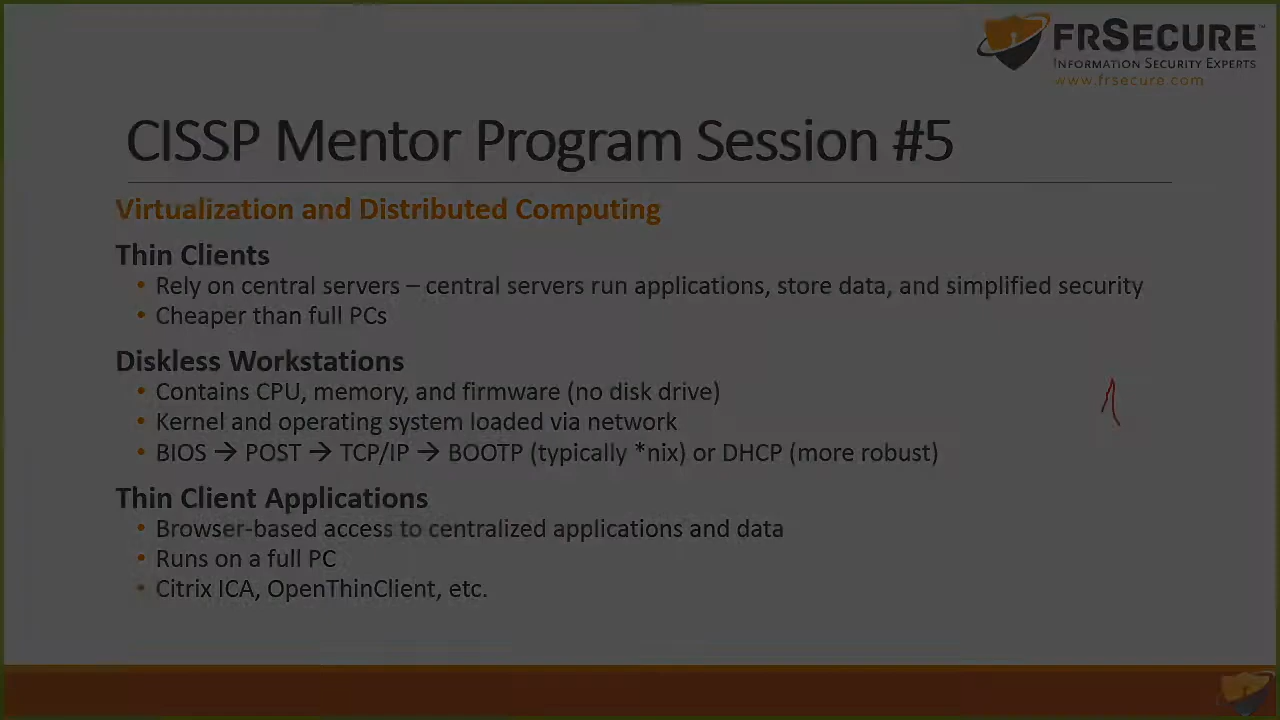 FRSECURE™
INFORMATION SECURITY EXPERTS
www.frsecure.com
CISSP Mentor Program Session #5
Virtualization and Distributed Computing
Thin Clients
• Rely on central servers – central servers run applications, store data, and simplified security
• Cheaper than full PCs
Diskless Workstations
• Contains CPU, memory, and firmware (no disk drive)
• Kernel and operating system loaded via network
• BIOS → POST → TCP/IP → BOOTP (typically *nix) or DHCP (more robust)
Thin Client Applications
• Browser-based access to centralized applications and data
• Runs on a full PC
• Citrix ICA, OpenThinClient, etc.